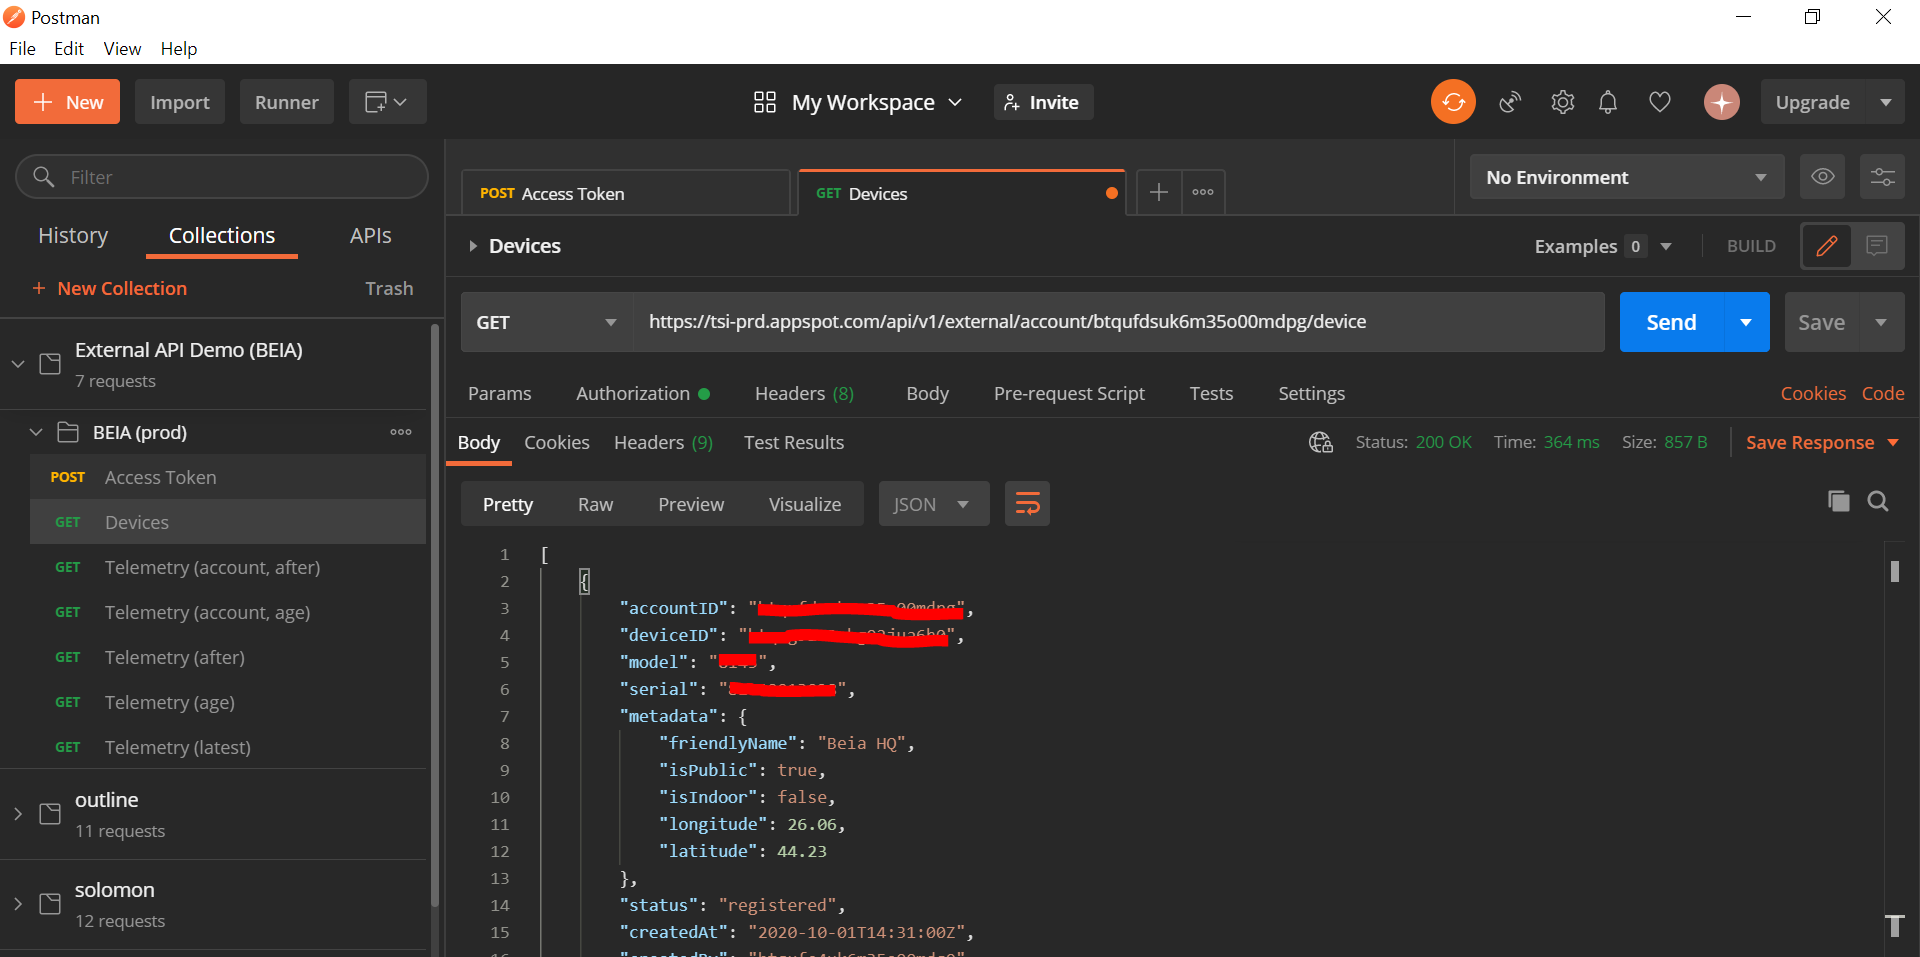 Postman
File Edit View Help
+ New Import Runner My Workspace Invite Upgrade
Filter
History Collections APIs
+ New Collection Trash
External API Demo (BEIA)
7 requests
BEIA (prod)
POST Access Token
GET Devices
GET Telemetry (account, after)
GET Telemetry (account, age)
GET Telemetry (after)
GET Telemetry (age)
GET Telemetry (latest)
outline
11 requests
solomon
12 requests
POST Access Token GET Devices + No Environment
Devices Examples 0 BUILD
GET https://tsi-prd.appspot.com/api/v1/external/account/btqufdsuk6m35o00mdpg/device Send Save
Params Authorization Headers (8) Body Pre-request Script Tests Settings Cookies Code
Body Cookies Headers (9) Test Results Status: 200 OK Time: 364 ms Size: 857 B Save Response
Pretty Raw Preview Visualize JSON
1 [
2 {
3 "accountID": "",
4 "deviceID": "",
5 "model": "",
6 "serial": "",
7 "metadata": {
8 "friendlyName": "Beia HQ",
9 "isPublic": true,
10 "isIndoor": false,
11 "longitude": 26.06,
12 "latitude": 44.23
13 },
14 "status": "registered",
15 "createdAt": "2020-10-01T14:31:00Z",